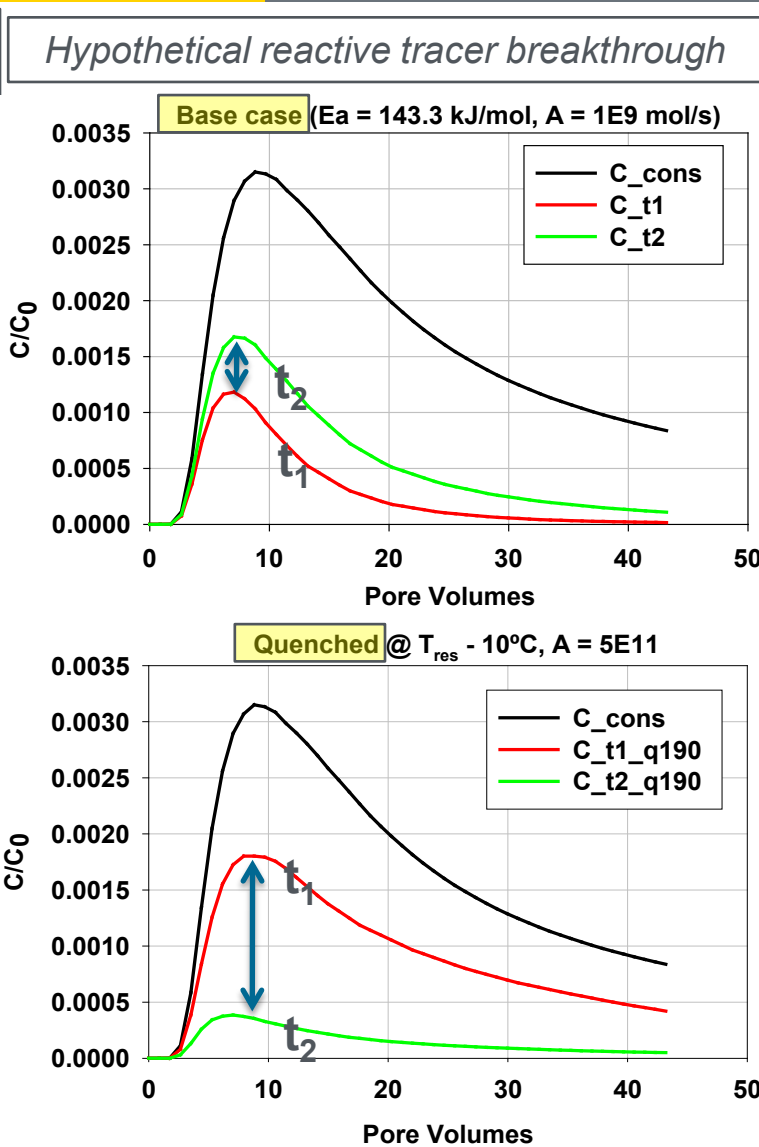 Hypothetical reactive tracer breakthrough
Base case (Ea = 143.3 kJ/mol, A = 1E9 mol/s)
0.0035
0.0030
0.0025
0.0020
0.0015
0.0010
0.0005
0.0000
C/C0
C_cons
C_t1
C_t2
t2
t1
0 10 20 30 40 50
Pore Volumes
Quenched @ Tres - 10ºC, A = 5E11
0.0035
0.0030
0.0025
0.0020
0.0015
0.0010
0.0005
0.0000
C/C0
C_cons
C_t1_q190
C_t2_q190
t1
t2
0 10 20 30 40 50
Pore Volumes